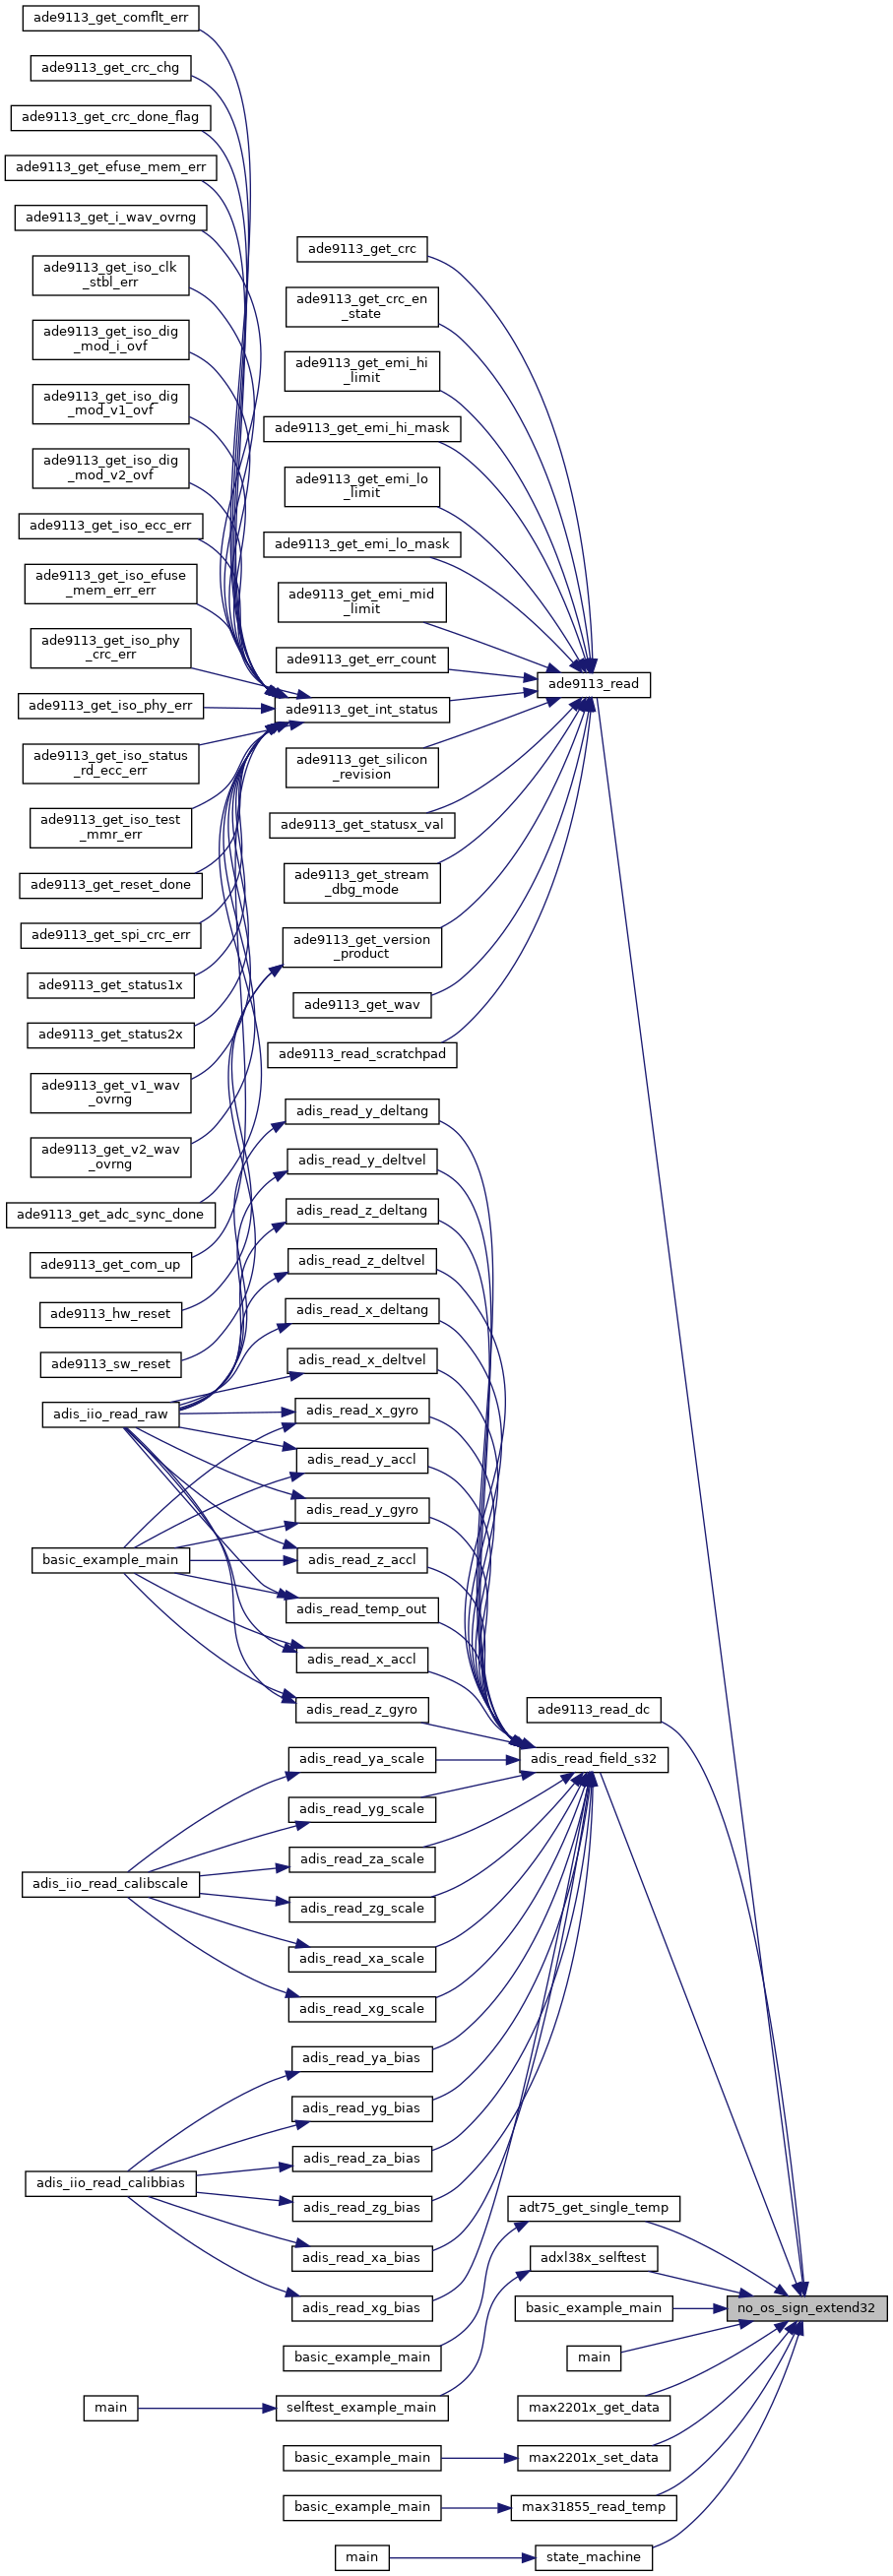 ade9113_get_comflt_err
ade9113_get_crc_chg
ade9113_get_crc_done_flag
ade9113_get_efuse_mem_err
ade9113_get_i_wav_ovrng
ade9113_get_iso_clk
_stbl_err
ade9113_get_iso_dig
_mod_i_ovf
ade9113_get_iso_dig
_mod_v1_ovf
ade9113_get_iso_dig
_mod_v2_ovf
ade9113_get_iso_ecc_err
ade9113_get_iso_efuse
_mem_err_err
ade9113_get_iso_phy
_crc_err
ade9113_get_iso_phy_err
ade9113_get_iso_status
_rd_ecc_err
ade9113_get_iso_test
_mmr_err
ade9113_get_reset_done
ade9113_get_spi_crc_err
ade9113_get_status1x
ade9113_get_status2x
ade9113_get_v1_wav
_ovrng
ade9113_get_v2_wav
_ovrng
ade9113_get_adc_sync_done
ade9113_get_com_up
ade9113_hw_reset
ade9113_sw_reset
adis_iio_read_raw
basic_example_main
adis_iio_read_calibscale
adis_iio_read_calibbias
main
ade9113_get_crc
ade9113_get_crc_en
_state
ade9113_get_emi_hi
_limit
ade9113_get_emi_hi_mask
ade9113_get_emi_lo
_limit
ade9113_get_emi_lo_mask
ade9113_get_emi_mid
_limit
ade9113_get_err_count
ade9113_get_int_status
ade9113_get_silicon
_revision
ade9113_get_statusx_val
ade9113_get_stream
_dbg_mode
ade9113_get_version
_product
ade9113_get_wav
ade9113_read_scratchpad
adis_read_y_deltang
adis_read_y_deltvel
adis_read_z_deltang
adis_read_z_deltvel
adis_read_x_deltang
adis_read_x_deltvel
adis_read_x_gyro
adis_read_y_accl
adis_read_y_gyro
adis_read_z_accl
adis_read_temp_out
adis_read_x_accl
adis_read_z_gyro
adis_read_ya_scale
adis_read_yg_scale
adis_read_za_scale
adis_read_zg_scale
adis_read_xa_scale
adis_read_xg_scale
adis_read_ya_bias
adis_read_yg_bias
adis_read_za_bias
adis_read_zg_bias
adis_read_xa_bias
adis_read_xg_bias
basic_example_main
selftest_example_main
basic_example_main
basic_example_main
main
ade9113_read
ade9113_read_dc
adis_read_field_s32
adt75_get_single_temp
adxl38x_selftest
basic_example_main
main
max2201x_get_data
max2201x_set_data
max31855_read_temp
state_machine
no_os_sign_extend32